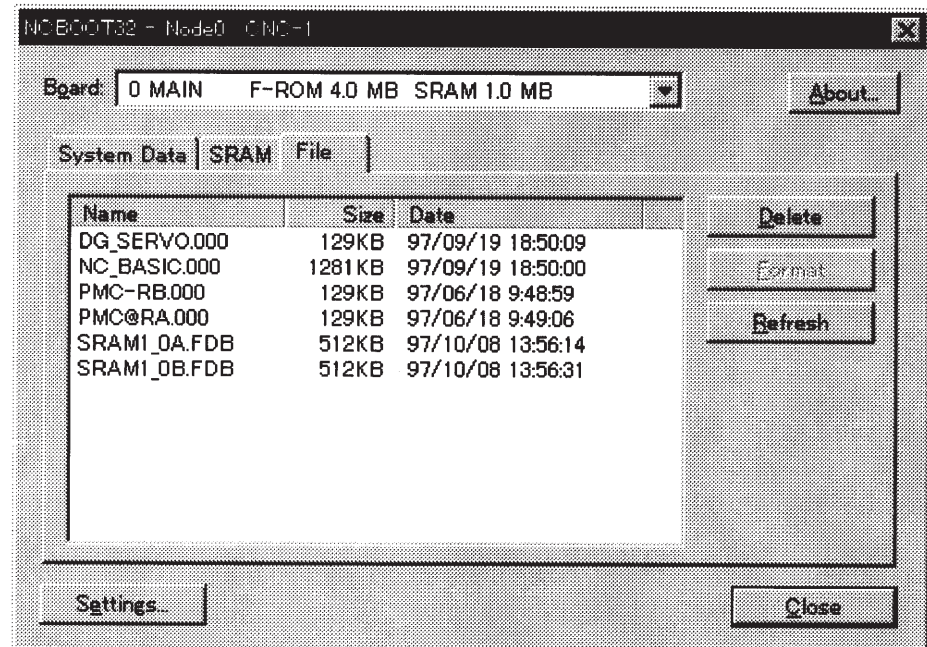 NCBOOT32 - Node0 CNC-1
Board: 0 MAIN F-ROM 4.0 MB SRAM 1.0 MB
About...
System Data SRAM File
Name Size Date
DG_SERVO.000 129KB 97/09/19 18:50:09
NC_BASIC.000 1281KB 97/09/19 18:50:00
PMC-RB.000 129KB 97/06/18 9:48:59
PMC@RA.000 129KB 97/06/18 9:49:06
SRAM1_0A.FDB 512KB 97/10/08 13:56:14
SRAM1_0B.FDB 512KB 97/10/08 13:56:31
Delete
Format
Refresh
Settings...
Close